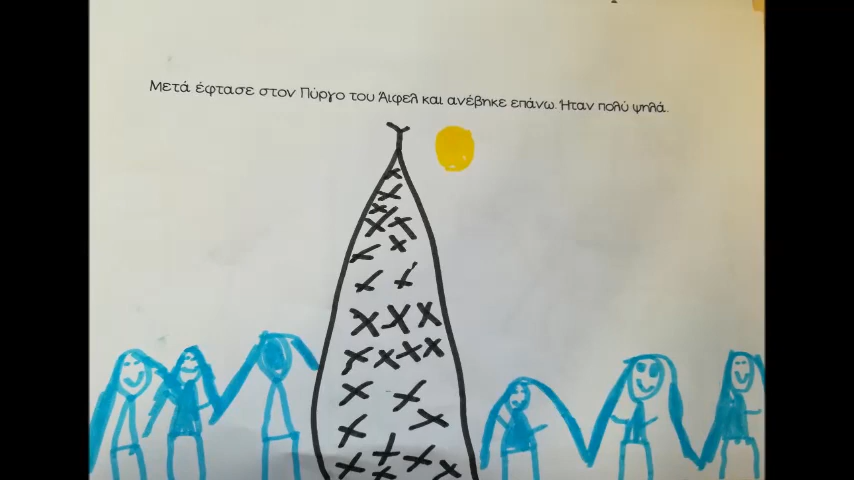 Μετά έφτασε στον Πύργο του Άιφελ και ανέβηκε επάνω. Ήταν πολύ ψηλά.